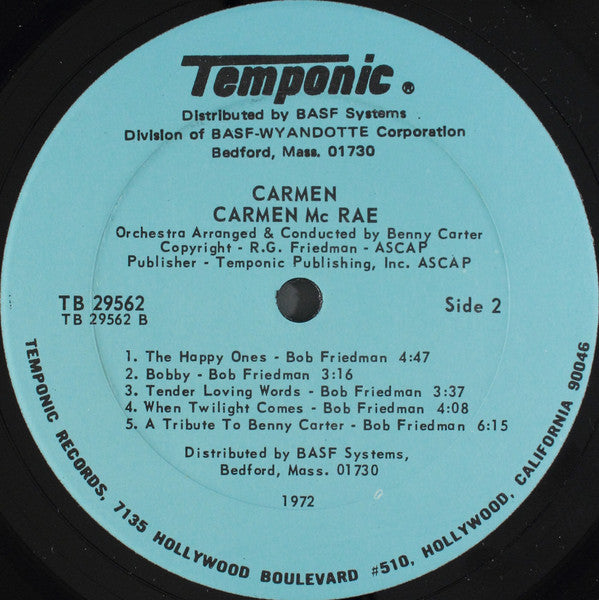 Temponic ®
Distributed by BASF Systems
Division of BASF-WYANDOTTE Corporation
Bedford, Mass. 01730
CARMEN
CARMEN Mc RAE
Orchestra Arranged & Conducted by Benny Carter
Copyright - R.G. Friedman - ASCAP
Publisher - Temponic Publishing, Inc. ASCAP
TB 29562
TB 29562 B
Side 2
1. The Happy Ones - Bob Friedman 4:47
2. Bobby - Bob Friedman 3:16
3. Tender Loving Words - Bob Friedman 3:37
4. When Twilight Comes - Bob Friedman 4:08
5. A Tribute To Benny Carter - Bob Friedman 6:15
Distributed by BASF Systems,
Bedford, Mass. 01730
1972
TEMPONIC RECORDS, 7135 HOLLYWOOD BOULEVARD #510, HOLLYWOOD, CALIFORNIA 90046